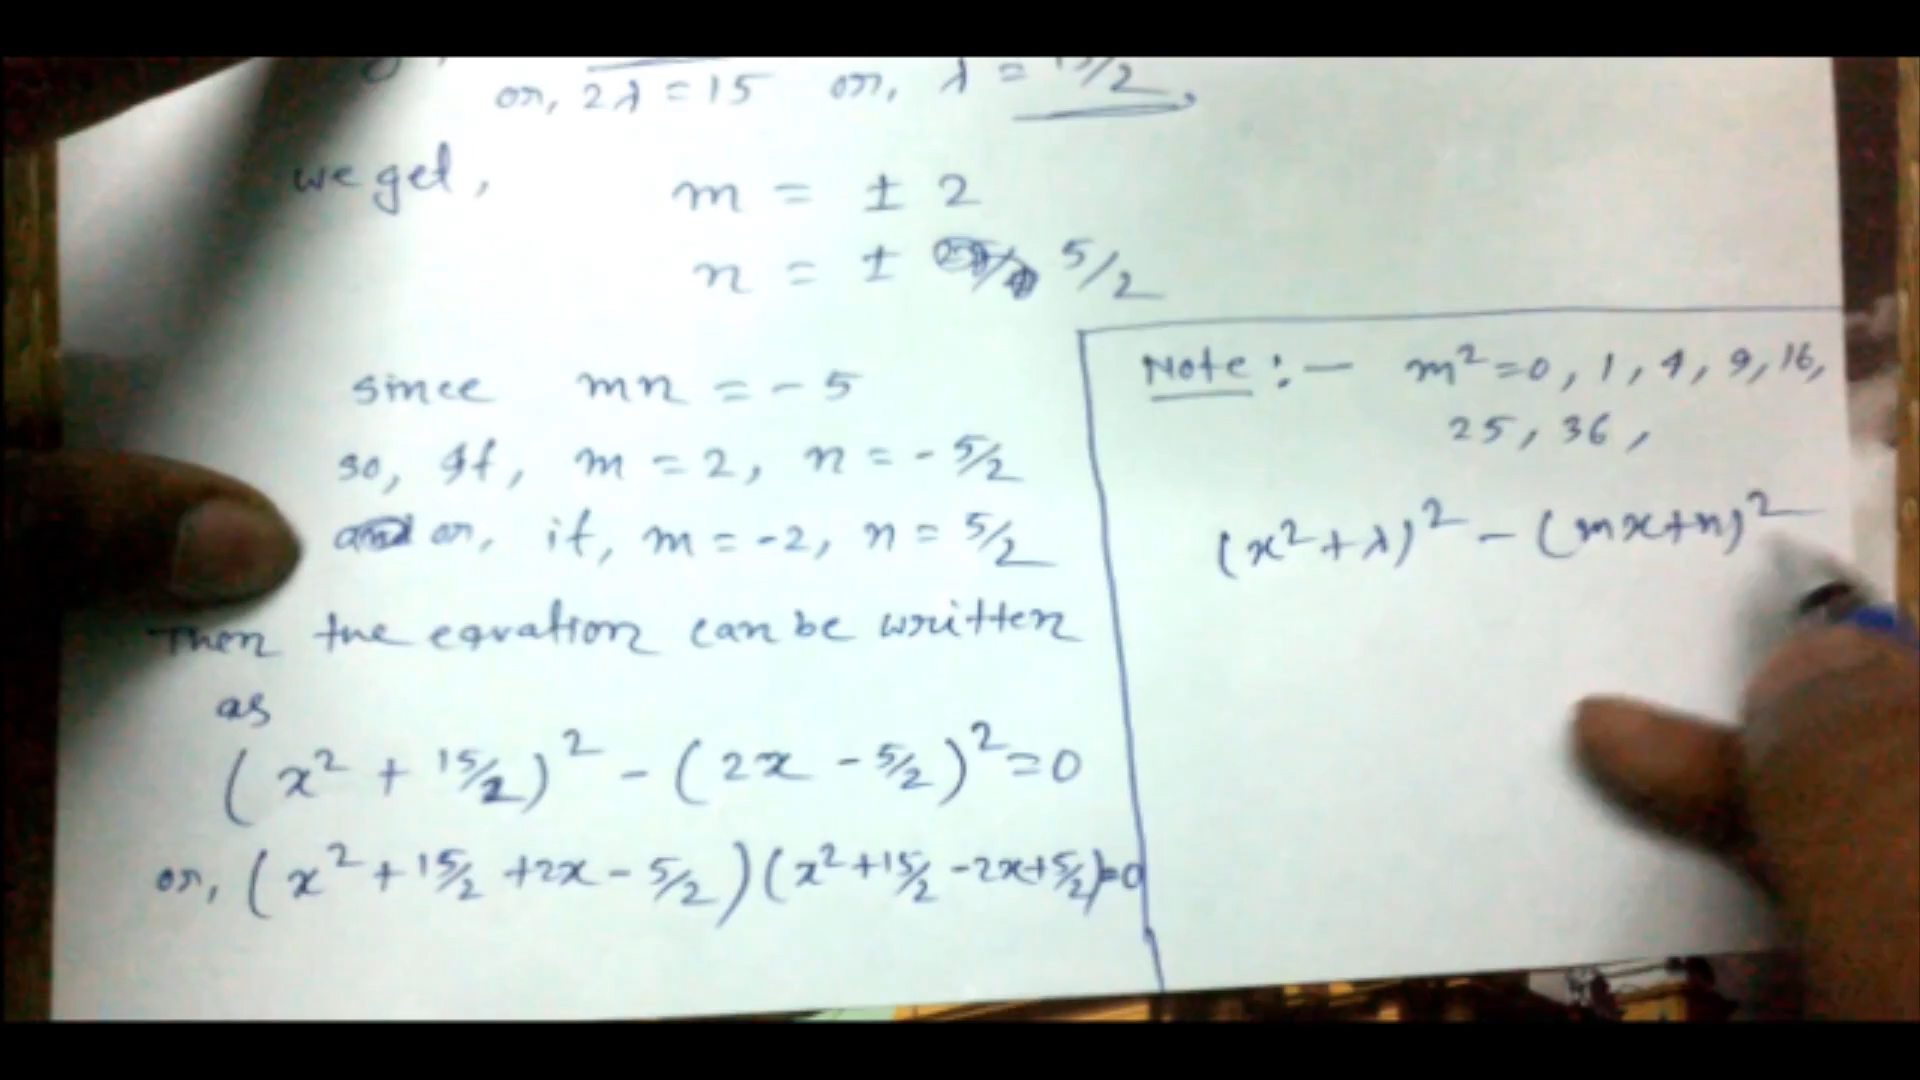 or, 2λ = 15 or, λ = 15/2,
we get,
m = ± 2
n = ± 5/2
since mn = - 5
so, If, m = 2, n = - 5/2
or, if, m = -2, n = 5/2
Then the equation can be written
as
(x² + 15/2)² - (2x - 5/2)² = 0
or, (x² + 15/2 + 2x - 5/2)(x² + 15/2 - 2x + 5/2) = 0
Note :- m² = 0, 1, 4, 9, 16,
25, 36,
(x² + λ)² - (mx + n)²